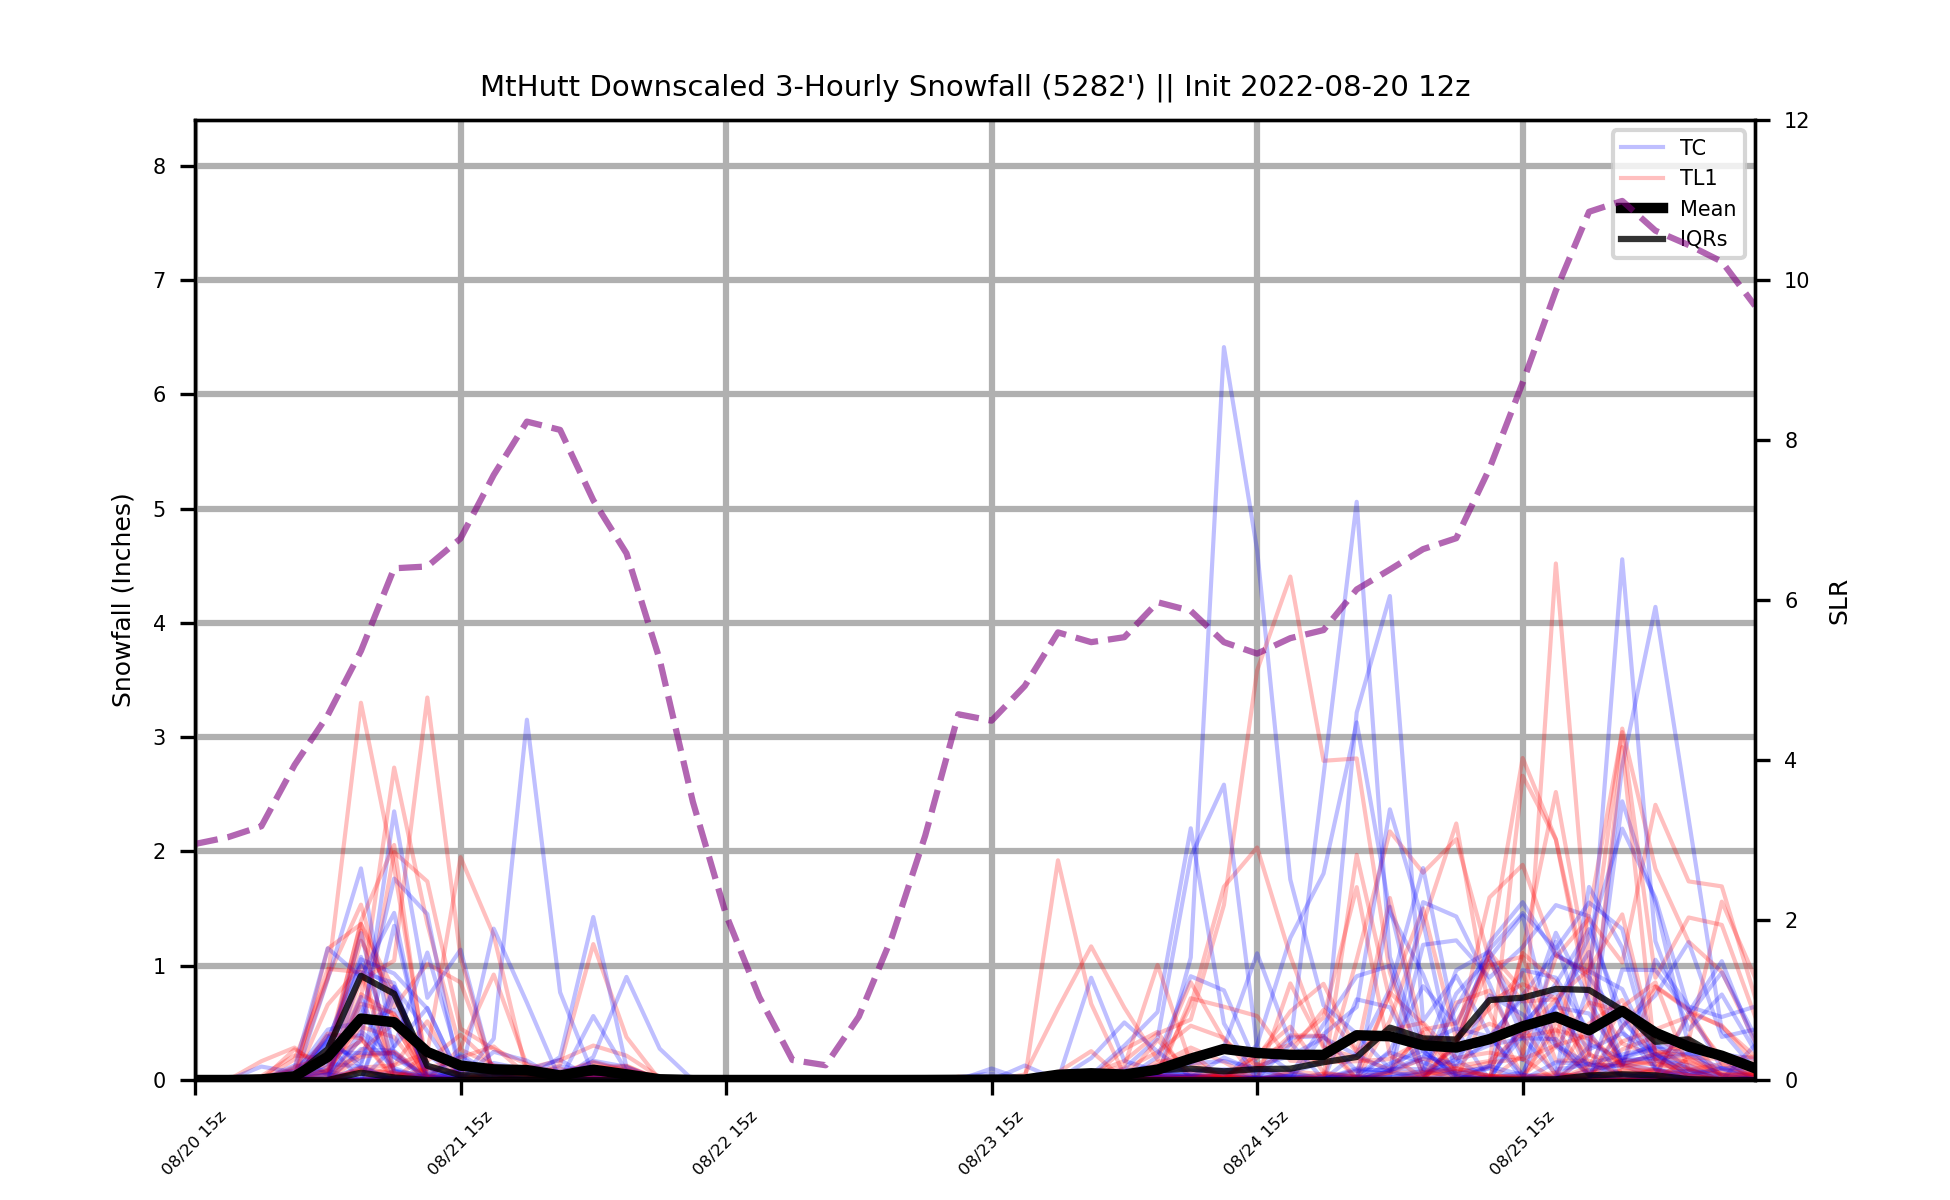 MtHutt Downscaled 3-Hourly Snowfall (5282') || Init 2022-08-20 12z
TC
TL1
Mean
IQRs
Snowfall (Inches)
8
7
6
5
4
3
2
1
0
SLR
12
10
8
6
4
2
0
08/20 15z
08/21 15z
08/22 15z
08/23 15z
08/24 15z
08/25 15z